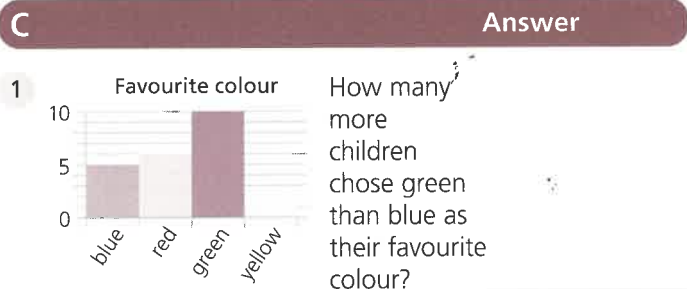 C Answer
1 Favourite colour
10
5
0
blue red green yellow
How many
more
children
chose green
than blue as
their favourite
colour?